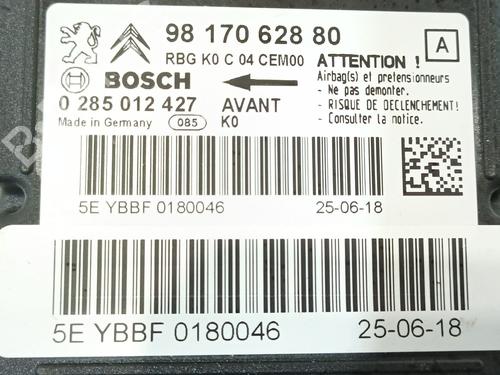 98 170 628 80
RBG K0 C 04 CEM00
ATTENTION !
A
BOSCH
Airbag(s) et pretensionneurs
- Ne pas demonter.
0 285 012 427
AVANT
- RISQUE DE DECLENCHEMENT!
Made in Germany
085
K0
- Consulter la notice.
5E YBBF 0180046
25-06-18
5E YBBF 0180046
25-06-18